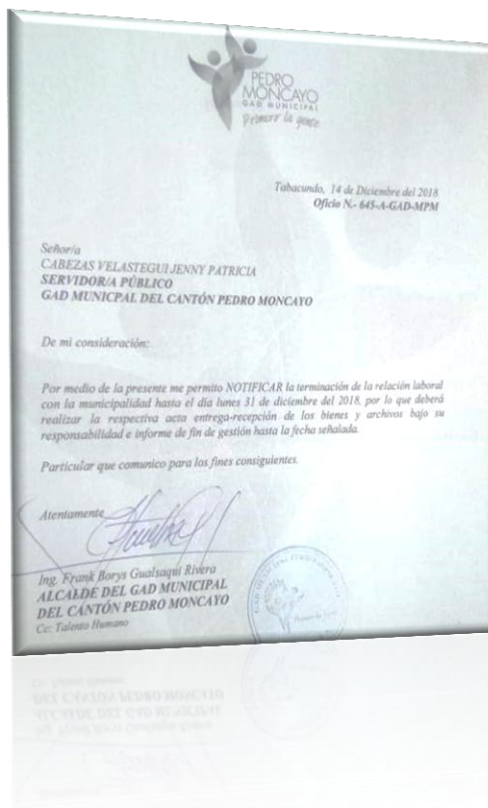 PEDRO
MONCAYO
GAD MUNICIPAL
Primero la gente
Tabacundo, 14 de Diciembre del 2018
Oficio N.- 645-A-GAD-MPM
Señor/a
CABEZAS VELASTEGUI JENNY PATRICIA
SERVIDOR/A PÚBLICO
GAD MUNICPAL DEL CANTÓN PEDRO MONCAYO
De mi consideración:
Por medio de la presente me permito NOTIFICAR la terminación de la relación laboral
con la municipalidad hasta el día lunes 31 de diciembre del 2018, por lo que deberá
realizar la respectiva acta entrega-recepción de los bienes y archivos bajo su
responsabilidad e informe de fin de gestión hasta la fecha señalada.
Particular que comunico para los fines consiguientes.
Atentamente
Ing. Frank Borys Gualsaqui Rivera
ALCALDE DEL GAD MUNICIPAL
DEL CANTÓN PEDRO MONCAYO
Cc: Talento Humano